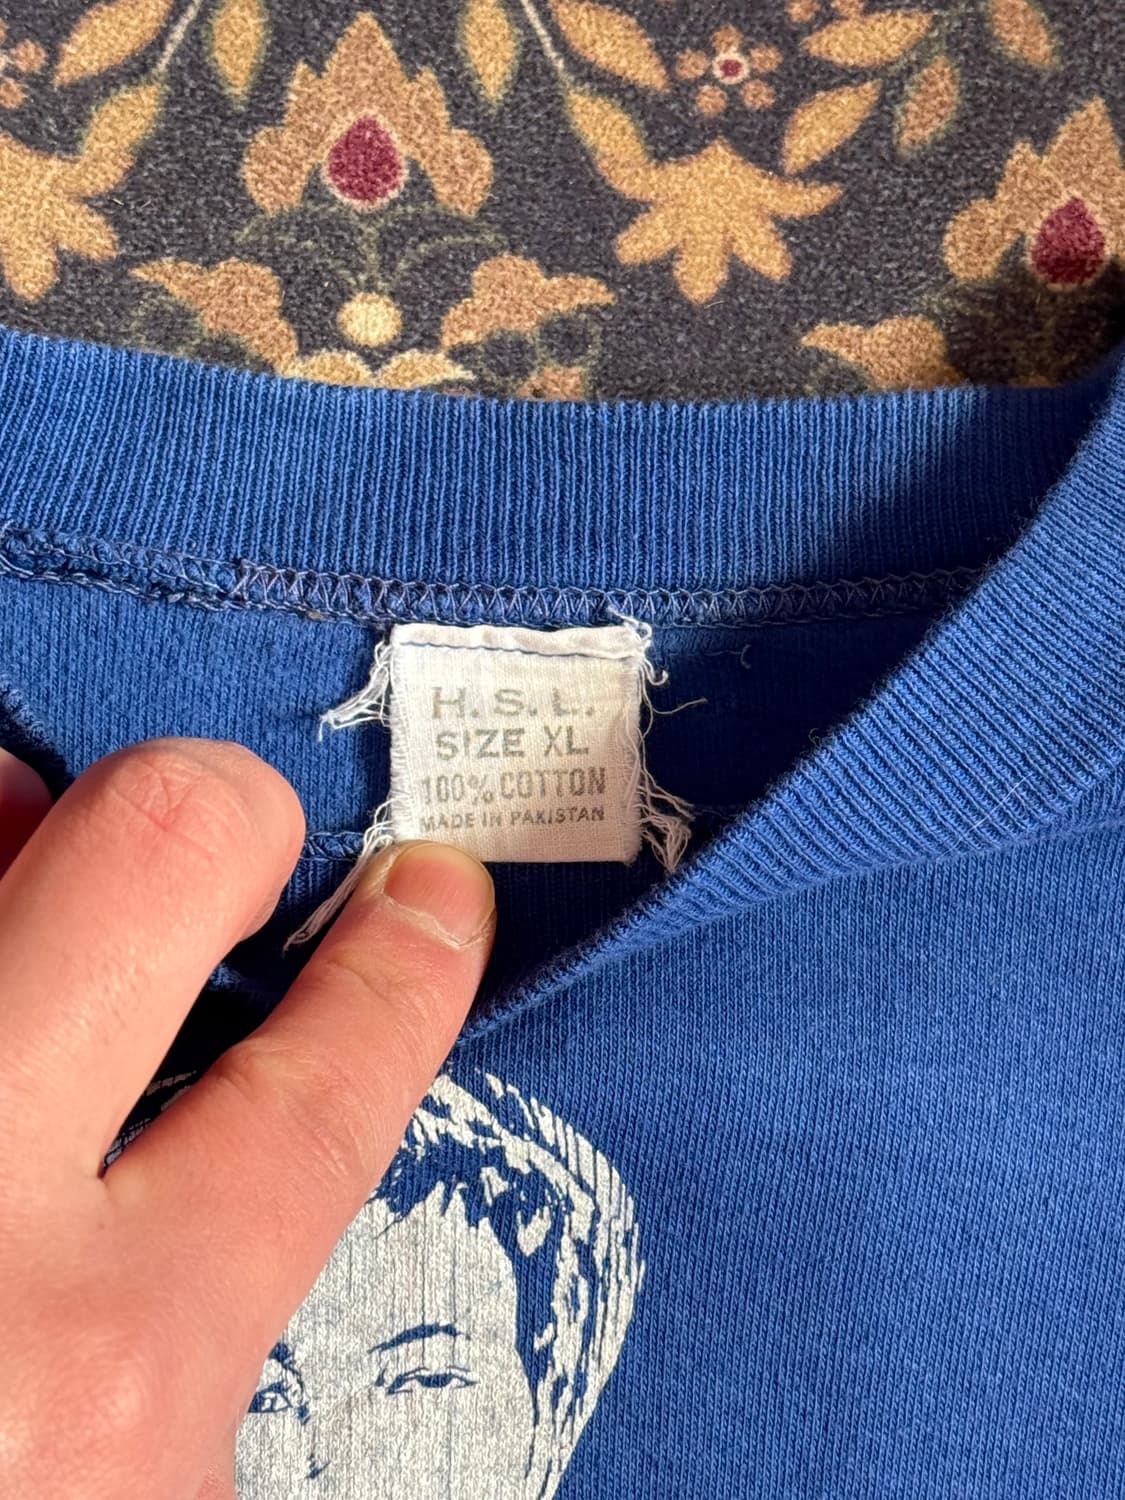 H. S. L.
SIZE XL
100% COTTON
MADE IN PAKISTAN